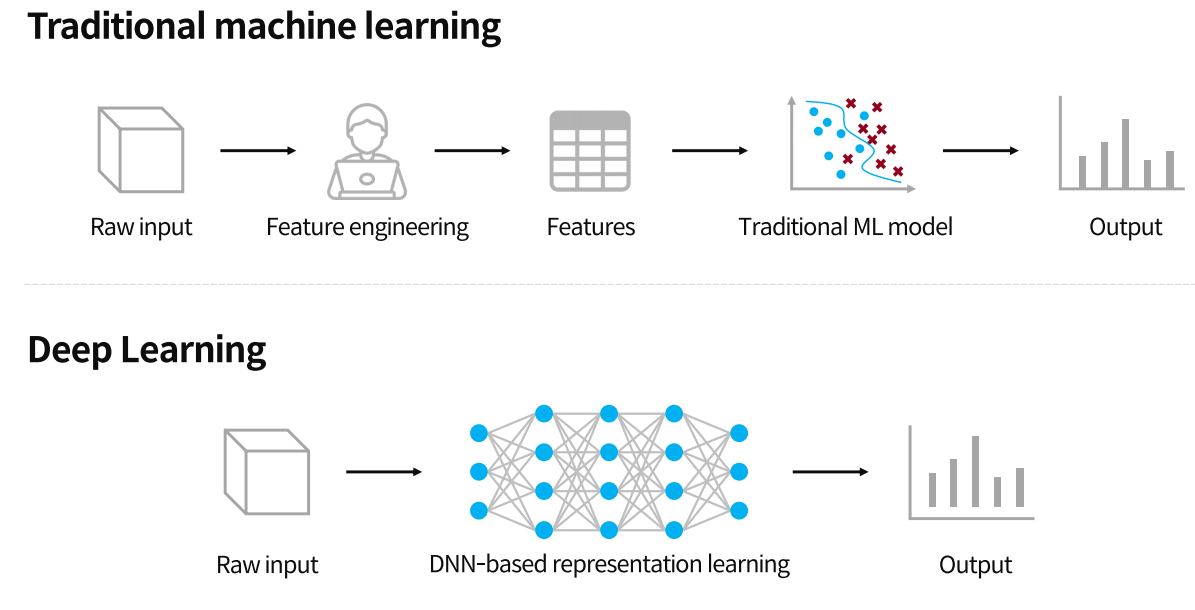 Traditional machine learning
Raw input
Feature engineering
Features
Traditional ML model
Output
Deep Learning
Raw input
DNN-based representation learning
Output